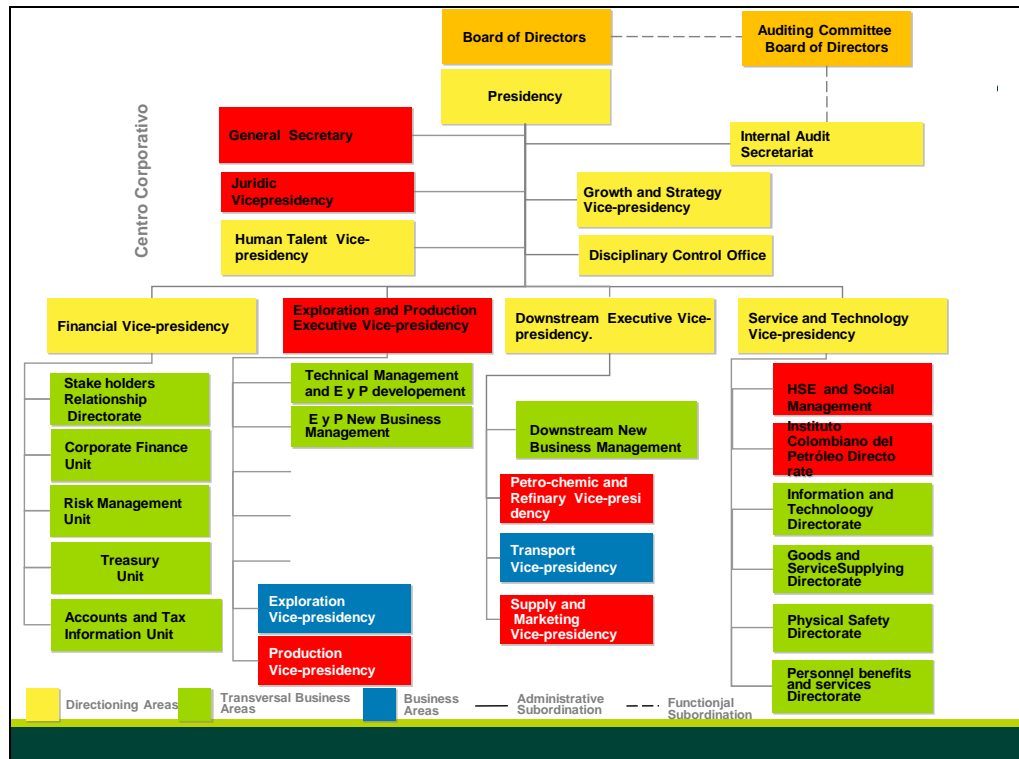 Board of Directors
Auditing Committee
Board of Directors
Presidency
Centro Corporativo
General Secretary
Internal Audit
Secretariat
Juridic
Vicepresidency
Growth and Strategy
Vice-presidency
Human Talent Vice-
presidency
Disciplinary Control Office
Financial Vice-presidency
Exploration and Production
Executive Vice-presidency
Downstream Executive Vice-
presidency.
Service and Technology
Vice-presidency
Stake holders
Relationship
Directorate
Corporate Finance
Unit
Risk Management
Unit
Treasury
Unit
Accounts and Tax
Information Unit
Technical Management
and E y P developement
E y P New Business
Management
Exploration
Vice-presidency
Production
Vice-presidency
Downstream New
Business Management
Petro-chemic and
Refinary Vice-presi
dency
Transport
Vice-presidency
Supply and
Marketing
Vice-presidency
HSE and Social
Management
Instituto
Colombiano del
Petróleo Directo
rate
Information and
Technoloogy
Directorate
Goods and
ServiceSupplying
Directorate
Physical Safety
Directorate
Personnel benefits
and services
Directorate
Directioning Areas
Transversal Business
Areas
Business
Areas
Administrative
Subordination
Functionjal
Subordination